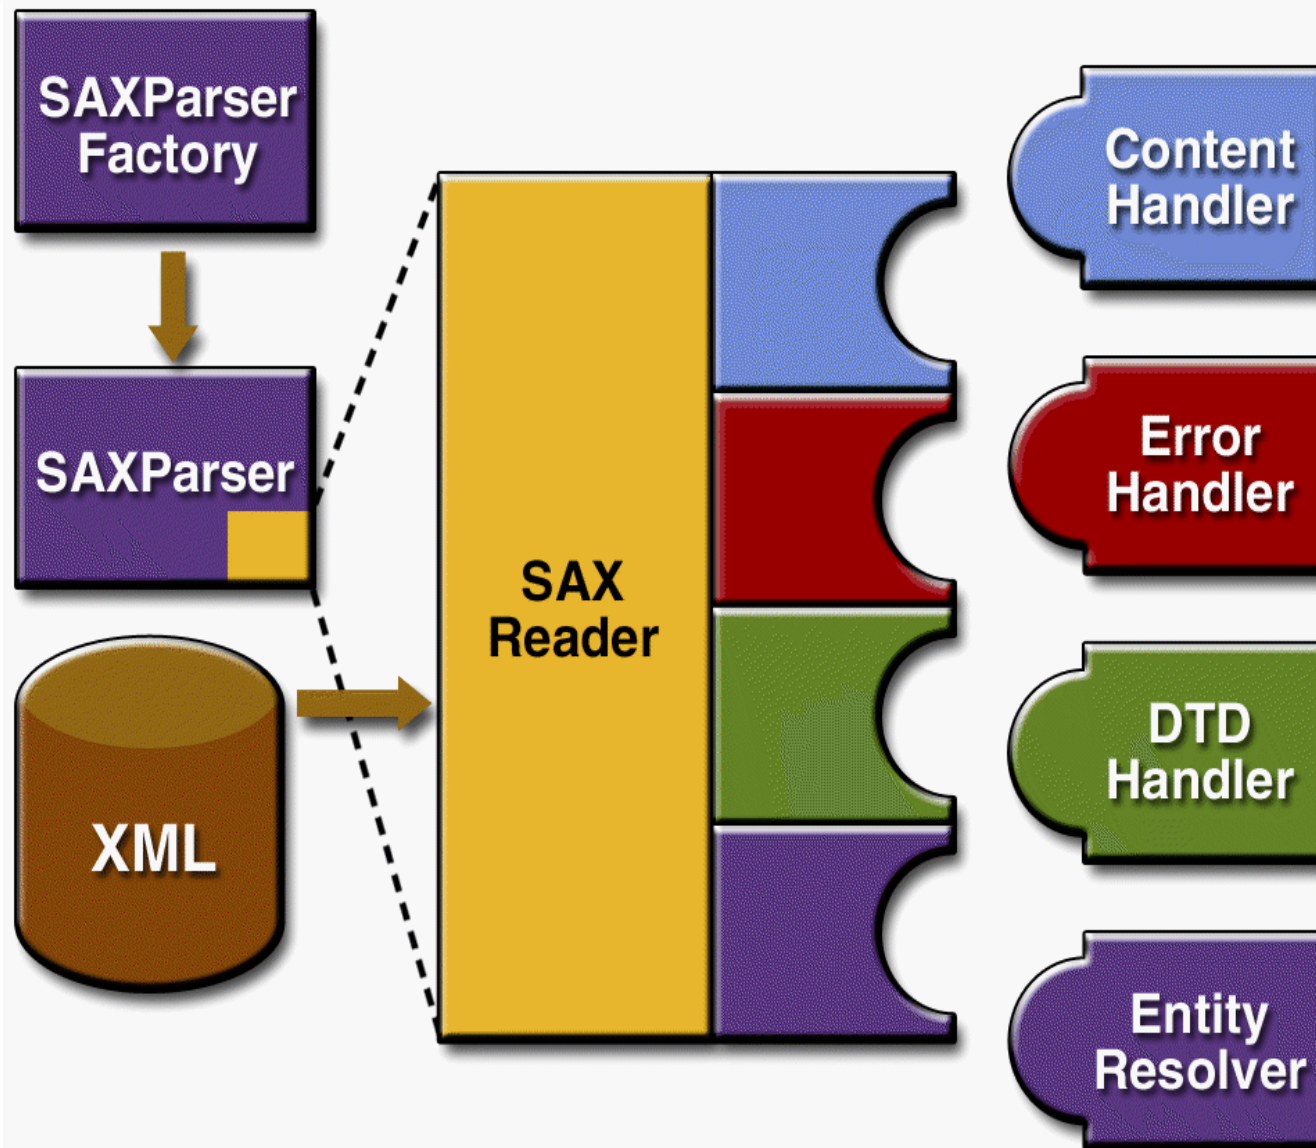 SAXParser
Factory
SAXParser
XML
SAX
Reader
Content
Handler
Error
Handler
DTD
Handler
Entity
Resolver